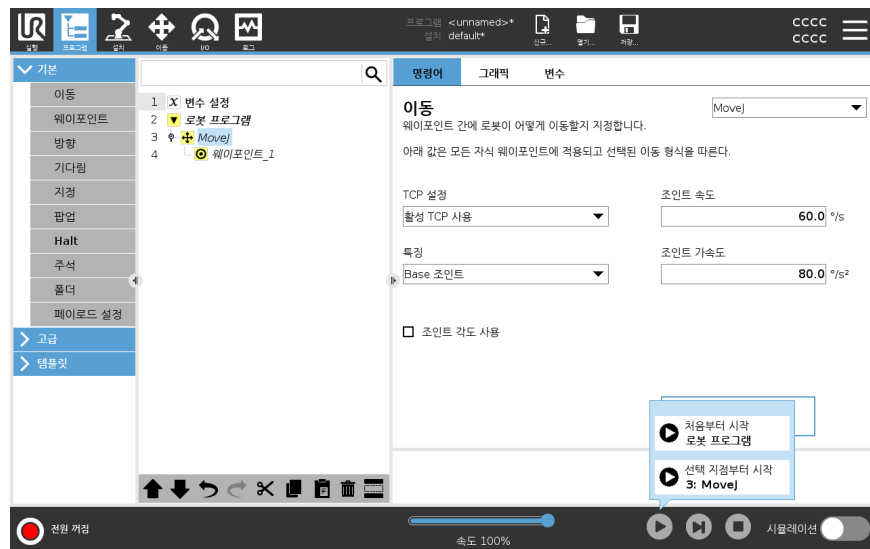 UR
실행
프로그램
설치
이동
I/O
로그
프로그램 <unnamed>*
설치 default*
신규...
열기...
저장...
CCCC
CCCC
기본
이동
웨이포인트
방향
기다림
지정
팝업
Halt
주석
폴더
페이로드 설정
고급
템플릿
1 X 변수 설정
2 로봇 프로그램
3 MoveJ
4 웨이포인트_1
명령어 그래픽 변수
이동
MoveJ
웨이포인트 간에 로봇이 어떻게 이동할지 지정합니다.
아래 값은 모든 자식 웨이포인트에 적용되고 선택된 이동 형식을 따른다.
TCP 설정
조인트 속도
활성 TCP 사용
60.0 °/s
특징
조인트 가속도
Base 조인트
80.0 °/s²
조인트 각도 사용
처음부터 시작
로봇 프로그램
선택 지점부터 시작
3: MoveJ
전원 꺼짐
속도 100%
시뮬레이션